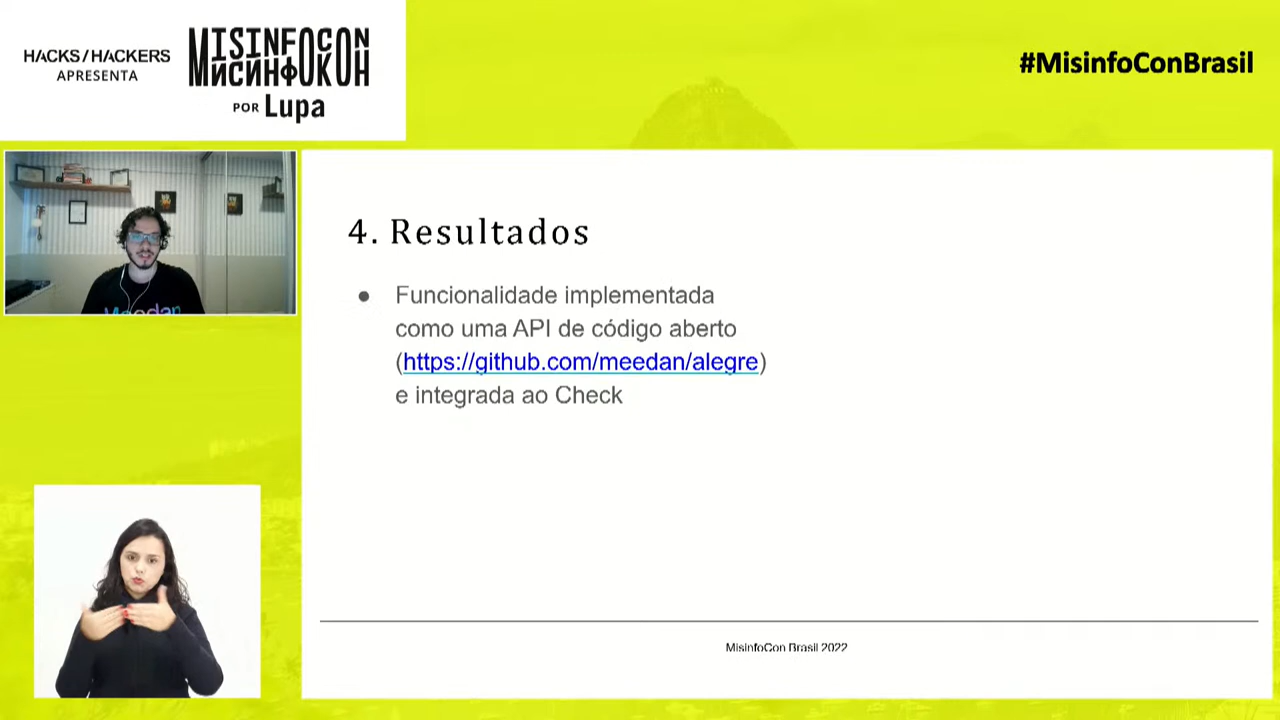 HACKS/HACKERS
APRESENTA
MISINFOCON
МИСИНФОКОН
POR Lupa
#MisinfoConBrasil
Meedan
4. Resultados
● Funcionalidade implementada
como uma API de código aberto
(https://github.com/meedan/alegre)
e integrada ao Check
MisinfoCon Brasil 2022